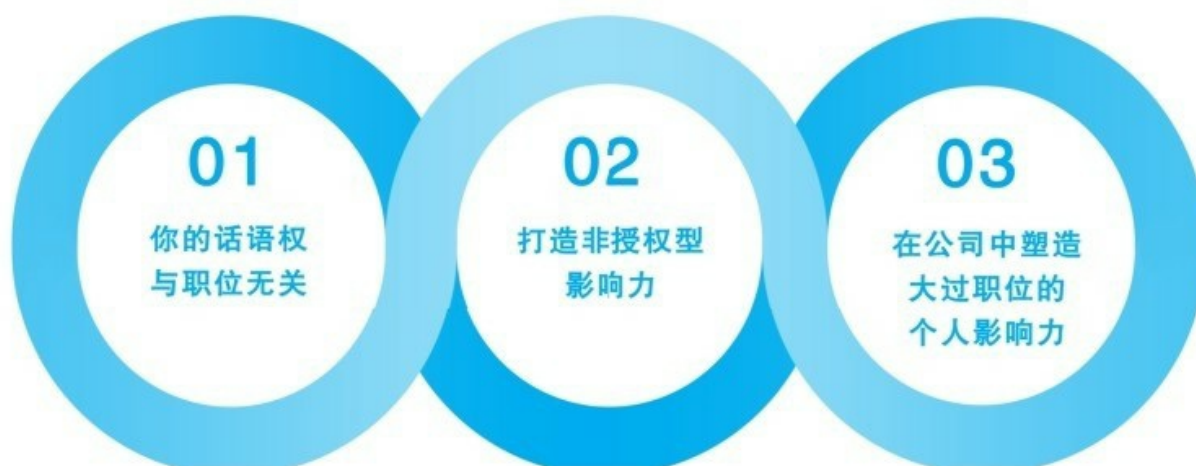 01
你的话语权
与职位无关
02
打造非授权型
影响力
03
在公司中塑造
大过职位的
个人影响力